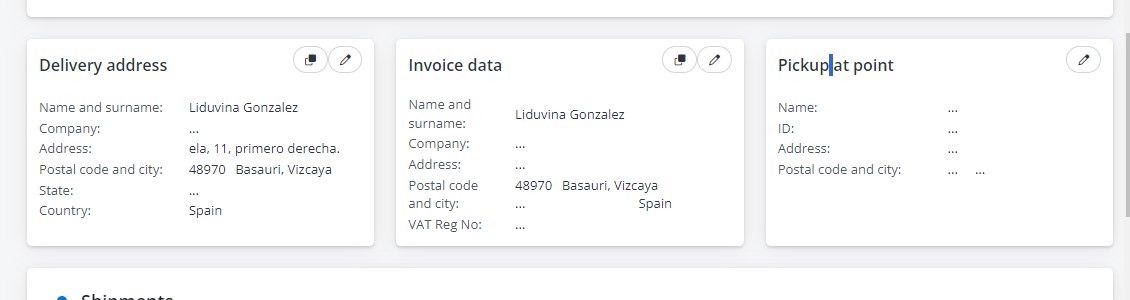 Delivery address
Name and surname: Liduvina Gonzalez
Company: ...
Address: ela, 11, primero derecha.
Postal code and city: 48970 Basauri, Vizcaya
State: ...
Country: Spain
Invoice data
Name and
surname: Liduvina Gonzalez
Company: ...
Address: ...
Postal code 48970 Basauri, Vizcaya
and city: ... Spain
VAT Reg No: ...
Pickup at point
Name: ...
ID: ...
Address: ...
Postal code and city: ... ...
Shipments